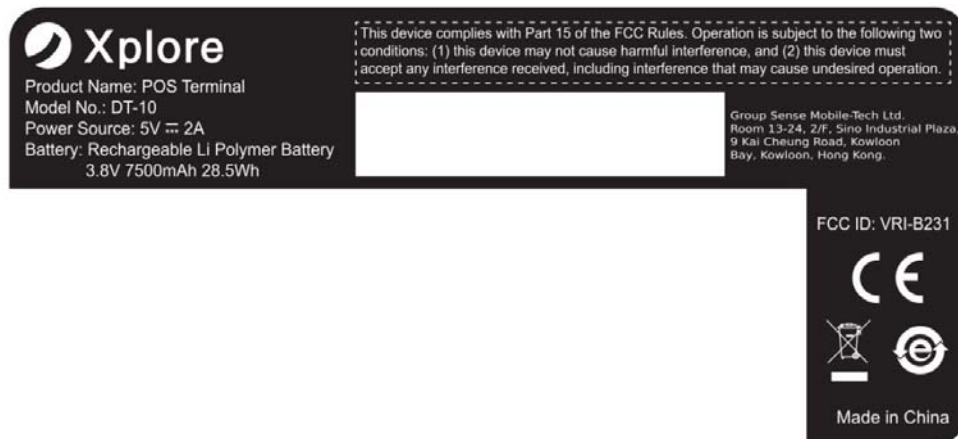 Xplore
Product Name: POS Terminal
Model No.: DT-10
Power Source: 5V ⎓ 2A
Battery: Rechargeable Li Polymer Battery
3.8V 7500mAh 28.5Wh
This device complies with Part 15 of the FCC Rules. Operation is subject to the following two
conditions: (1) this device may not cause harmful interference, and (2) this device must
accept any interference received, including interference that may cause undesired operation.
Group Sense Mobile-Tech Ltd.
Room 13-24, 2/F, Sino Industrial Plaza,
9 Kai Cheung Road, Kowloon
Bay, Kowloon, Hong Kong.
FCC ID: VRI-B231
CE
e
Made in China